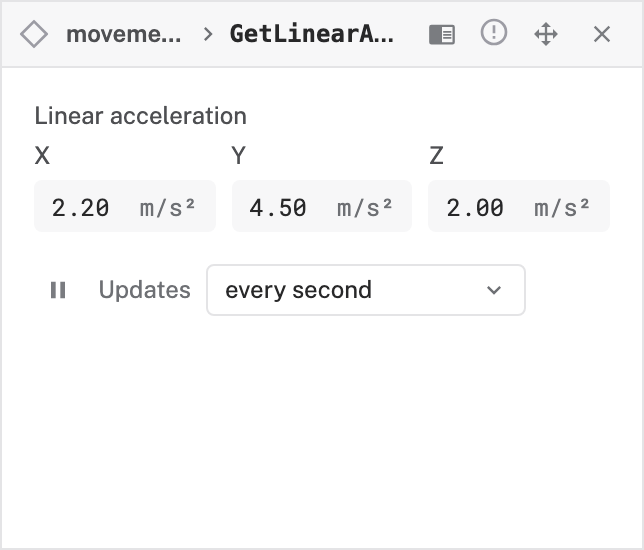 moveme... > GetLinearA...
Linear acceleration
X Y Z
2.20 m/s² 4.50 m/s² 2.00 m/s²
Updates every second